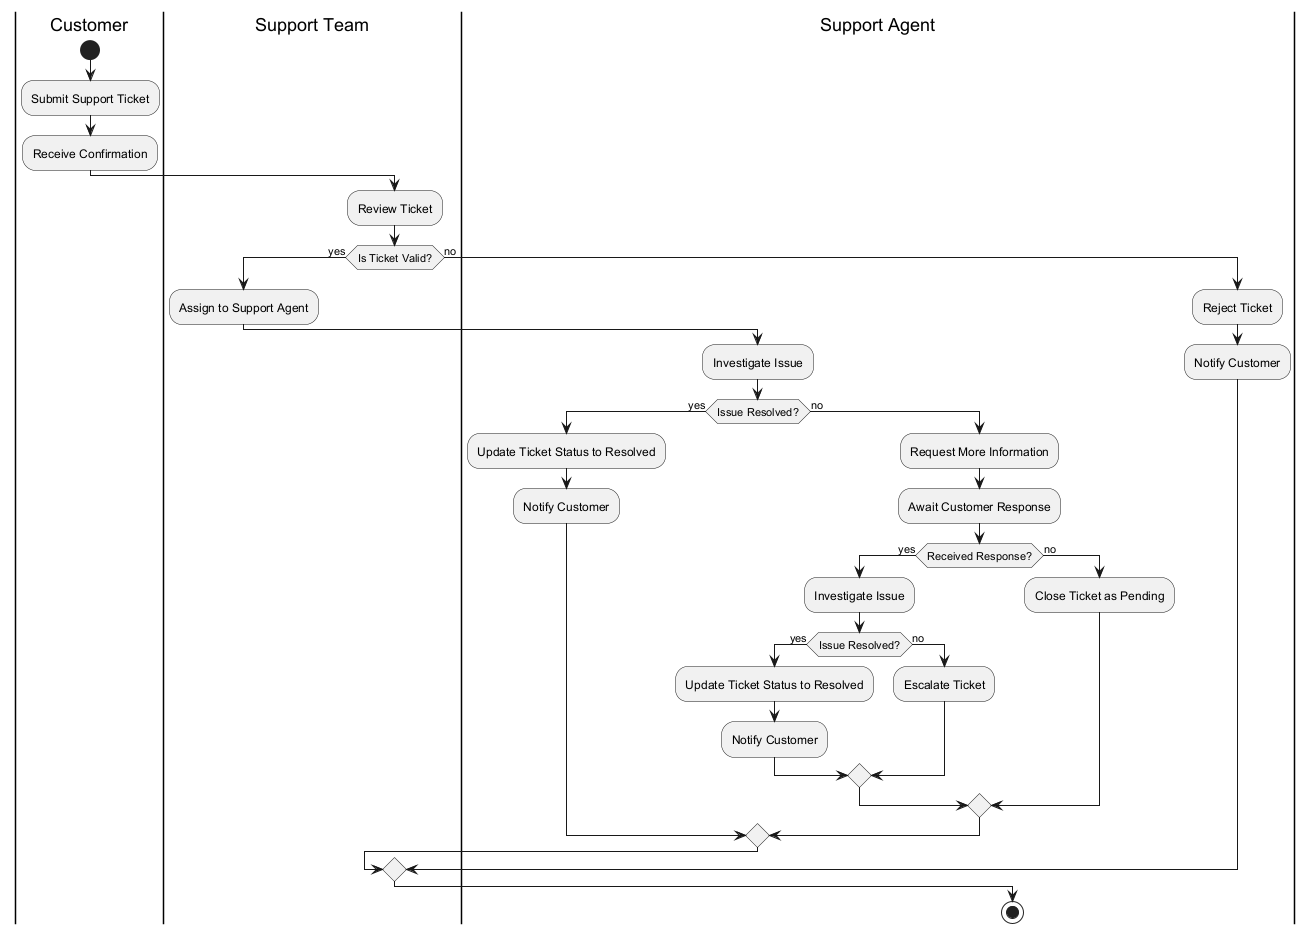 Customer
Support Team
Support Agent
Submit Support Ticket
Receive Confirmation
Review Ticket
yes
Is Ticket Valid?
no
Assign to Support Agent
Reject Ticket
Investigate Issue
Notify Customer
yes
Issue Resolved?
no
Update Ticket Status to Resolved
Request More Information
Notify Customer
Await Customer Response
yes
Received Response?
no
Investigate Issue
Close Ticket as Pending
yes
Issue Resolved?
no
Update Ticket Status to Resolved
Escalate Ticket
Notify Customer